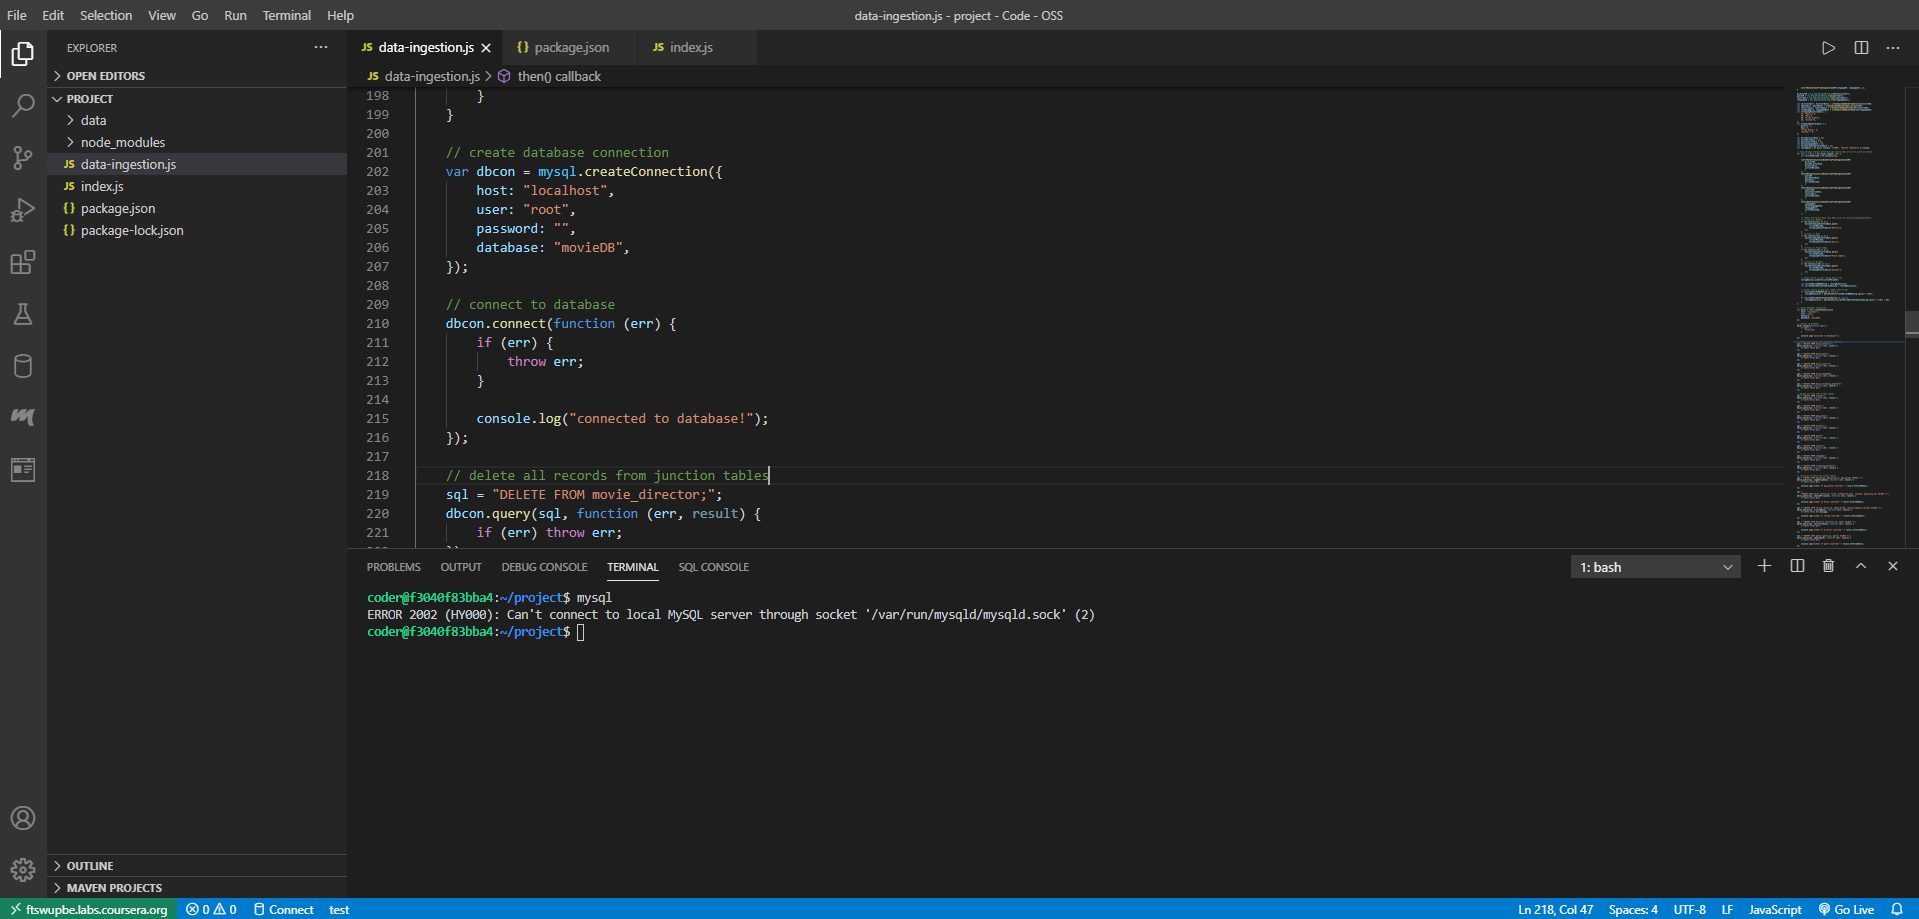 File Edit Selection View Go Run Terminal Help
data-ingestion.js - project - Code - OSS
EXPLORER
OPEN EDITORS
PROJECT
data
node_modules
JS data-ingestion.js
JS index.js
{} package.json
{} package-lock.json
OUTLINE
MAVEN PROJECTS
JS data-ingestion.js
{} package.json
JS index.js
JS data-ingestion.js > then() callback
198 }
199 }
200
201 // create database connection
202 var dbcon = mysql.createConnection({
203 host: "localhost",
204 user: "root",
205 password: "",
206 database: "movieDB",
207 });
208
209 // connect to database
210 dbcon.connect(function (err) {
211 if (err) {
212 throw err;
213 }
214
215 console.log("connected to database!");
216 });
217
218 // delete all records from junction tables
219 sql = "DELETE FROM movie_director;";
220 dbcon.query(sql, function (err, result) {
221 if (err) throw err;
PROBLEMS OUTPUT DEBUG CONSOLE TERMINAL SQL CONSOLE
1: bash
coder@f3040f83bba4:~/project$ mysql
ERROR 2002 (HY000): Can't connect to local MySQL server through socket '/var/run/mysqld/mysqld.sock' (2)
coder@f3040f83bba4:~/project$
ftswupbe.labs.coursera.org 0 0 Connect test
Ln 218, Col 47 Spaces: 4 UTF-8 LF JavaScript Go Live